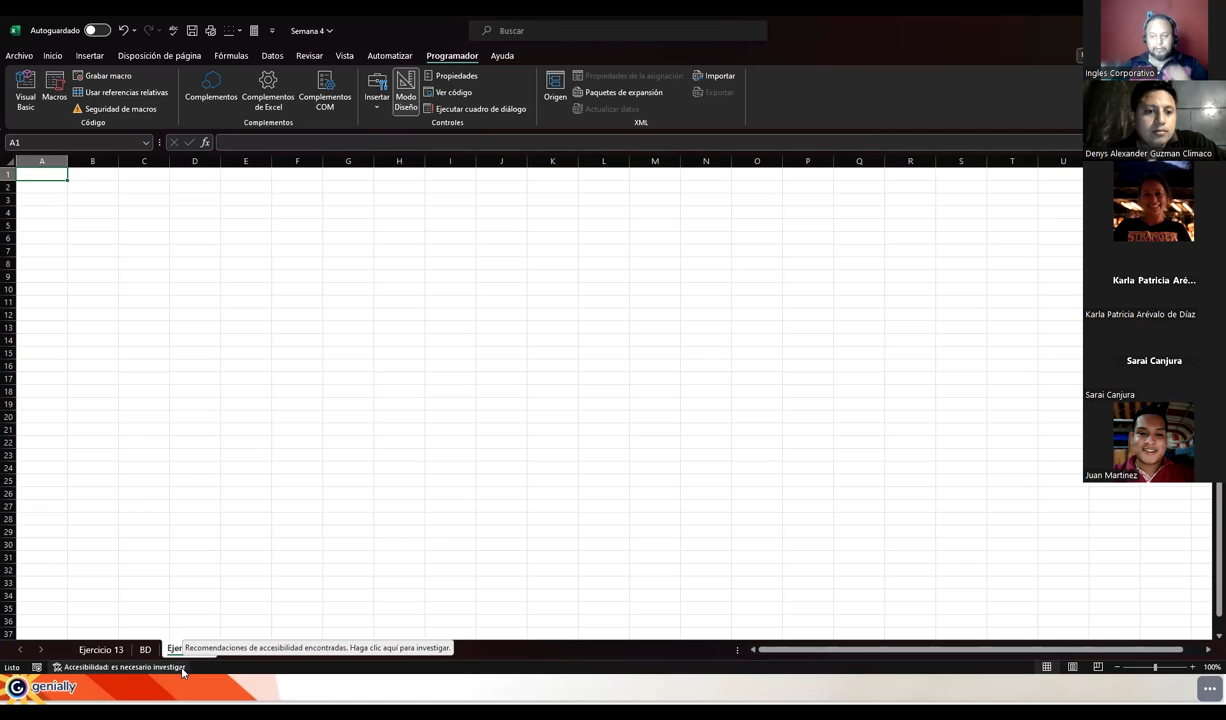 Autoguardado
Semana 4
Buscar
Archivo Inicio Insertar Disposición de página Fórmulas Datos Revisar Vista Automatizar Programador Ayuda
Visual Basic
Macros
Grabar macro
Usar referencias relativas
Seguridad de macros
Código
Complementos
Complementos de Excel
Complementos COM
Complementos
Insertar
Modo Diseño
Propiedades
Ver código
Ejecutar cuadro de diálogo
Controles
Origen
Propiedades de la asignación
Paquetes de expansión
Actualizar datos
Importar
Exportar
XML
A1
fx
A B C D E F G H I J K L M N O P Q R S T U
1
2
3
4
5
6
7
8
9
10
11
12
13
14
15
16
17
18
19
20
21
22
23
24
25
26
27
28
29
30
31
32
33
34
35
36
37
Ingles Corporativo
Denys Alexander Guzman Climaco
STRANGER
Karla Patricia Aré...
Karla Patricia Arévalo de Díaz
Sarai Canjura
Sarai Canjura
Juan Martinez
Ejercicio 13 BD Ejer
Recomendaciones de accesibilidad encontradas. Haga clic aquí para investigar.
Listo
Accesibilidad: es necesario investigar
100%
genially